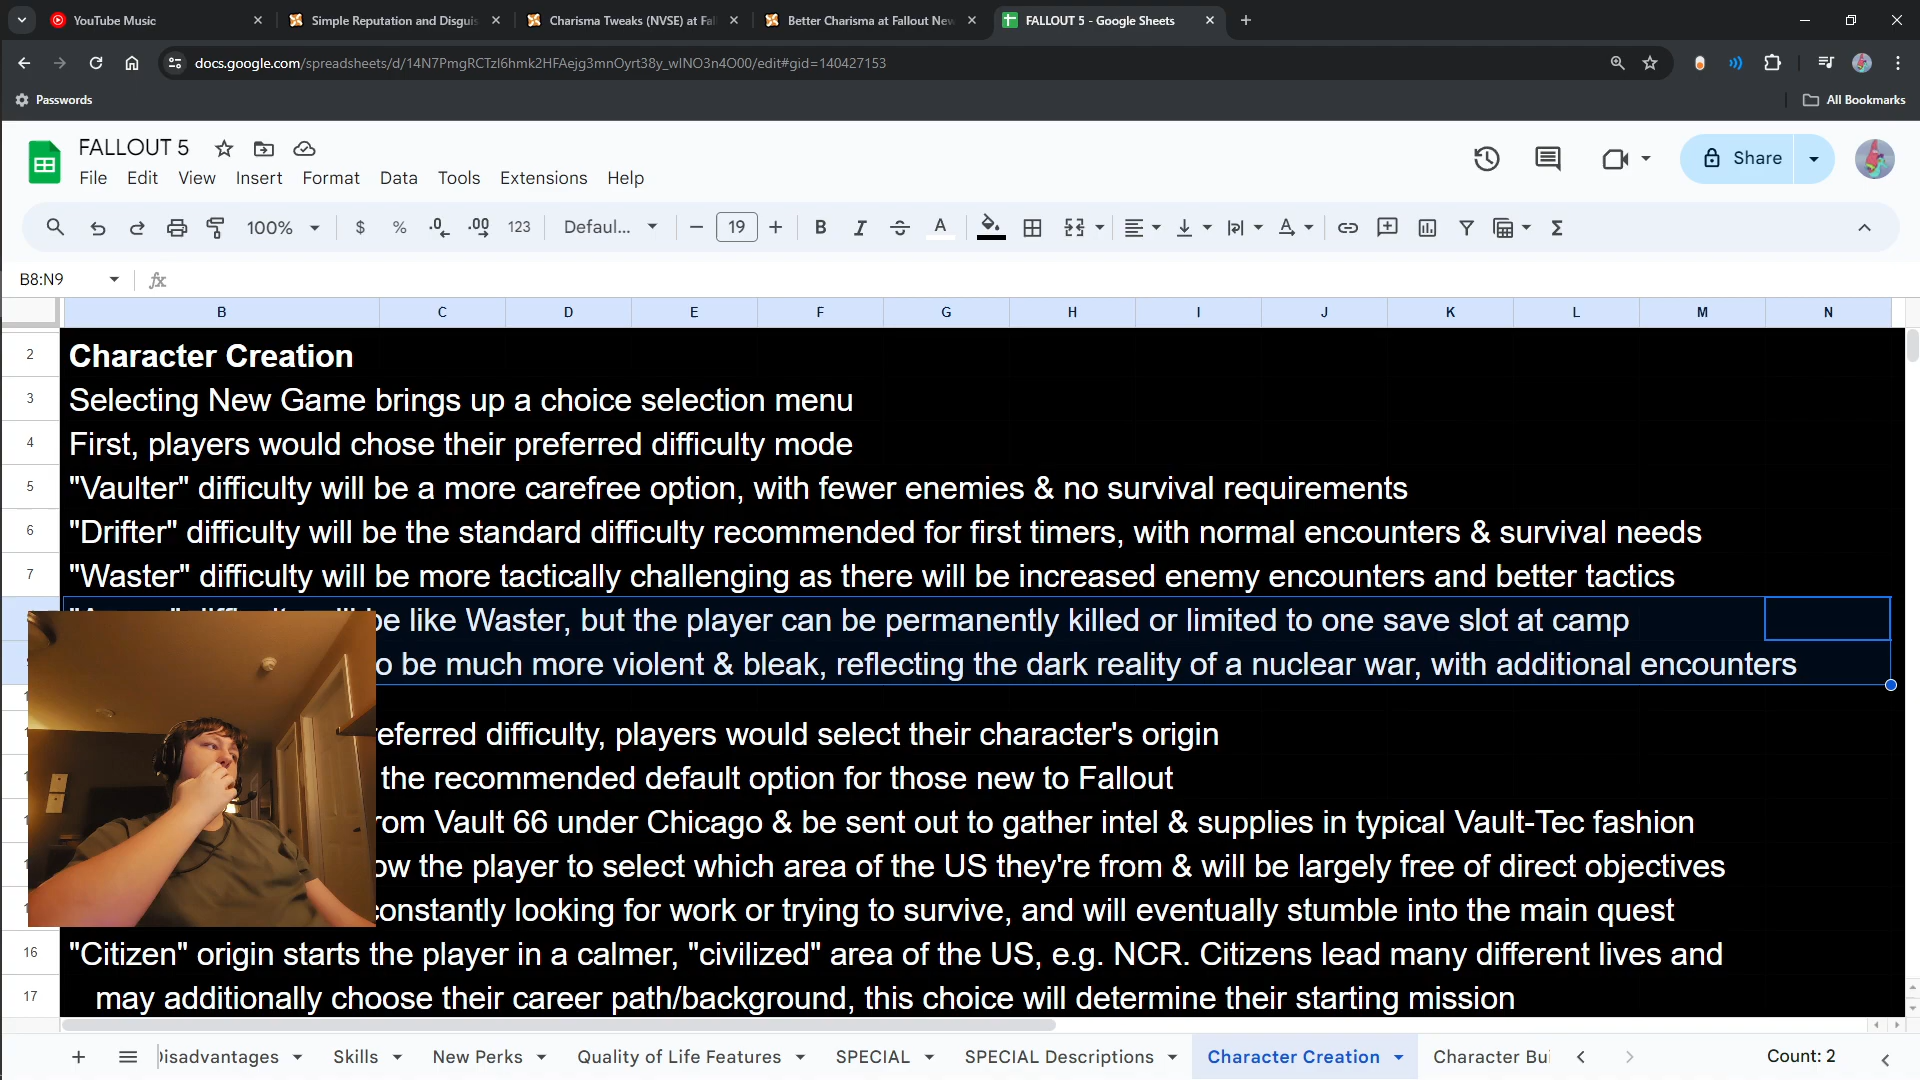 YouTube Music
Simple Reputation and Disguis
Charisma Tweaks (NVSE) at Fal
Better Charisma at Fallout New
FALLOUT 5 - Google Sheets
docs.google.com/spreadsheets/d/14N7PmgRCTzl6hmk2HFAejg3mnOyrt38y_wlNO3n4O00/edit#gid=140427153
Passwords
All Bookmarks
FALLOUT 5
Share
File Edit View Insert Format Data Tools Extensions Help
100% $ % .0 .00 123 Defaul... 19 B I A Σ
B8:N9 fx
B C D E F G H I J K L M N
2 Character Creation
3 Selecting New Game brings up a choice selection menu
4 First, players would chose their preferred difficulty mode
5 "Vaulter" difficulty will be a more carefree option, with fewer enemies & no survival requirements
6 "Drifter" difficulty will be the standard difficulty recommended for first timers, with normal encounters & survival needs
7 "Waster" difficulty will be more tactically challenging as there will be increased enemy encounters and better tactics
be like Waster, but the player can be permanently killed or limited to one save slot at camp
o be much more violent & bleak, reflecting the dark reality of a nuclear war, with additional encounters
eferred difficulty, players would select their character's origin
the recommended default option for those new to Fallout
rom Vault 66 under Chicago & be sent out to gather intel & supplies in typical Vault-Tec fashion
ow the player to select which area of the US they're from & will be largely free of direct objectives
constantly looking for work or trying to survive, and will eventually stumble into the main quest
16 "Citizen" origin starts the player in a calmer, "civilized" area of the US, e.g. NCR. Citizens lead many different lives and
17 may additionally choose their career path/background, this choice will determine their starting mission
isadvantages Skills New Perks Quality of Life Features SPECIAL SPECIAL Descriptions Character Creation Character Bui Count: 2